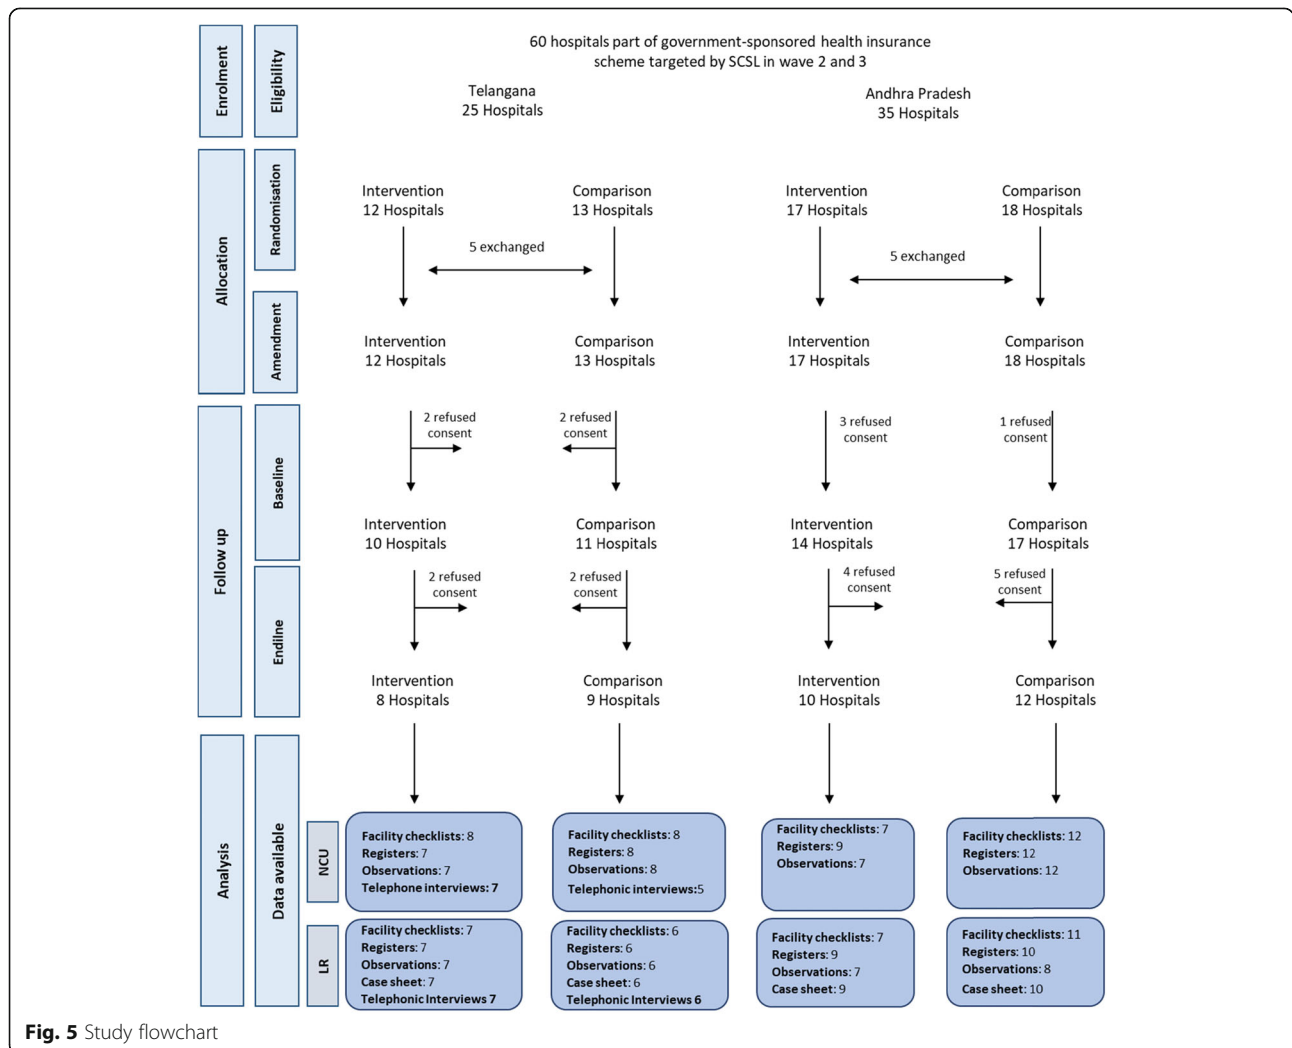 60 hospitals part of government-sponsored health insurance
scheme targeted by SCSL in wave 2 and 3
Enrolment
Eligibility
Telangana
25 Hospitals
Andhra Pradesh
35 Hospitals
Allocation
Randomisation
Intervention
12 Hospitals
Comparison
13 Hospitals
Intervention
17 Hospitals
Comparison
18 Hospitals
5 exchanged
5 exchanged
Amendment
Intervention
12 Hospitals
Comparison
13 Hospitals
Intervention
17 Hospitals
Comparison
18 Hospitals
Follow up
Baseline
2 refused
consent
2 refused
consent
3 refused
consent
1 refused
consent
Intervention
10 Hospitals
Comparison
11 Hospitals
Intervention
14 Hospitals
Comparison
17 Hospitals
Endilne
2 refused
consent
2 refused
consent
4 refused
consent
5 refused
consent
Intervention
8 Hospitals
Comparison
9 Hospitals
Intervention
10 Hospitals
Comparison
12 Hospitals
Analysis
Data available
NCU
Facility checklists: 8
Registers: 7
Observations: 7
Telephone interviews: 7
Facility checklists: 8
Registers: 8
Observations: 8
Telephonic interviews:5
Facility checklists: 7
Registers: 9
Observations: 7
Facility checklists: 12
Registers: 12
Observations: 12
LR
Facility checklists: 7
Registers: 7
Observations: 7
Case sheet: 7
Telephonic Interviews 7
Facility checklists: 6
Registers: 6
Observations: 6
Case sheet: 6
Telephonic Interviews 6
Facility checklists: 7
Registers: 9
Observations: 7
Case sheet: 9
Facility checklists: 11
Registers: 10
Observations: 8
Case sheet: 10
Fig. 5 Study flowchart